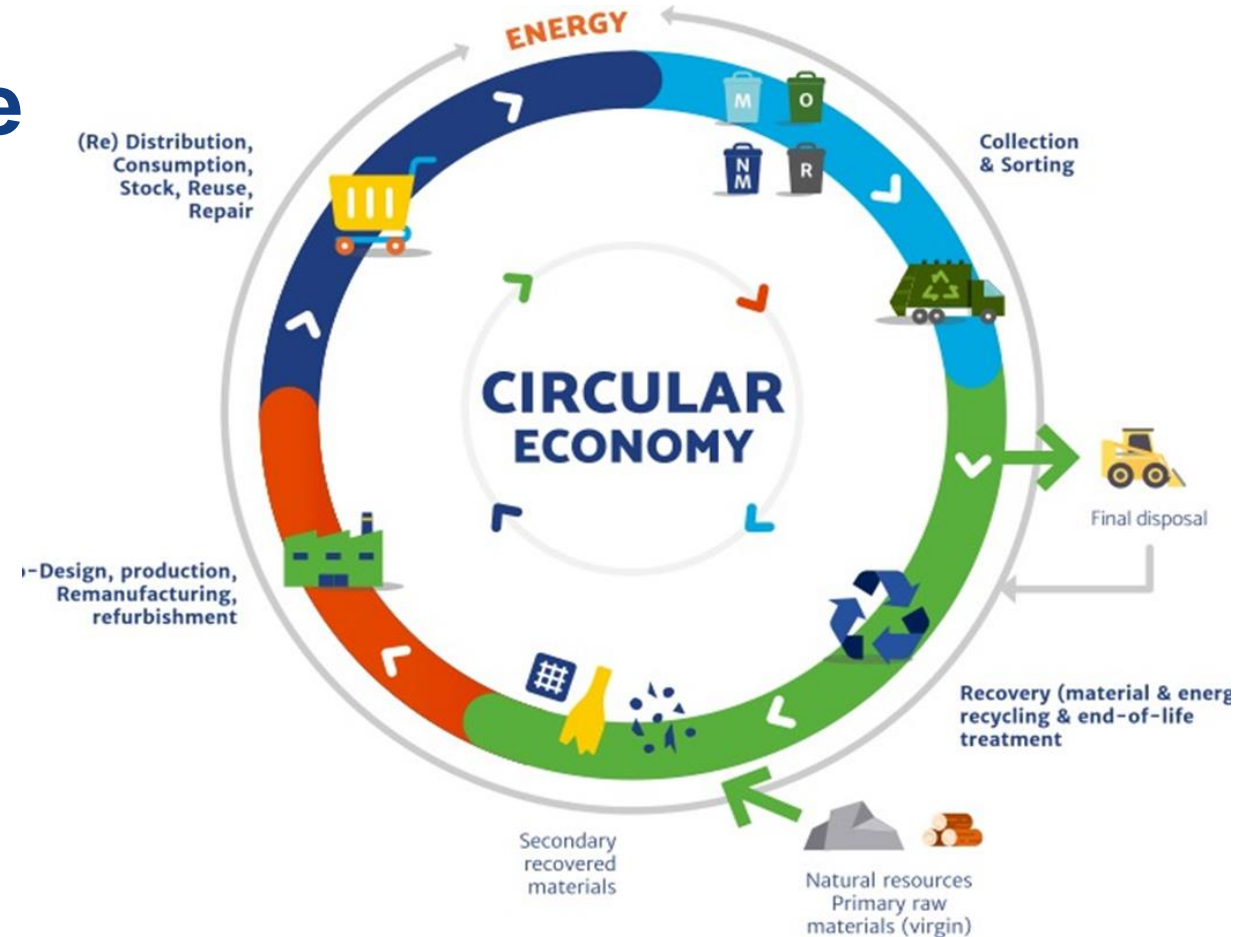 e
ENERGY
(Re) Distribution,
Consumption,
Stock, Reuse,
Repair
M
O
N
M
R
Collection
& Sorting
CIRCULAR
ECONOMY
Final disposal
-Design, production,
Remanufacturing,
refurbishment
Recovery (material & energ
recycling & end-of-life
treatment
Secondary
recovered
materials
Natural resources
Primary raw
materials (virgin)